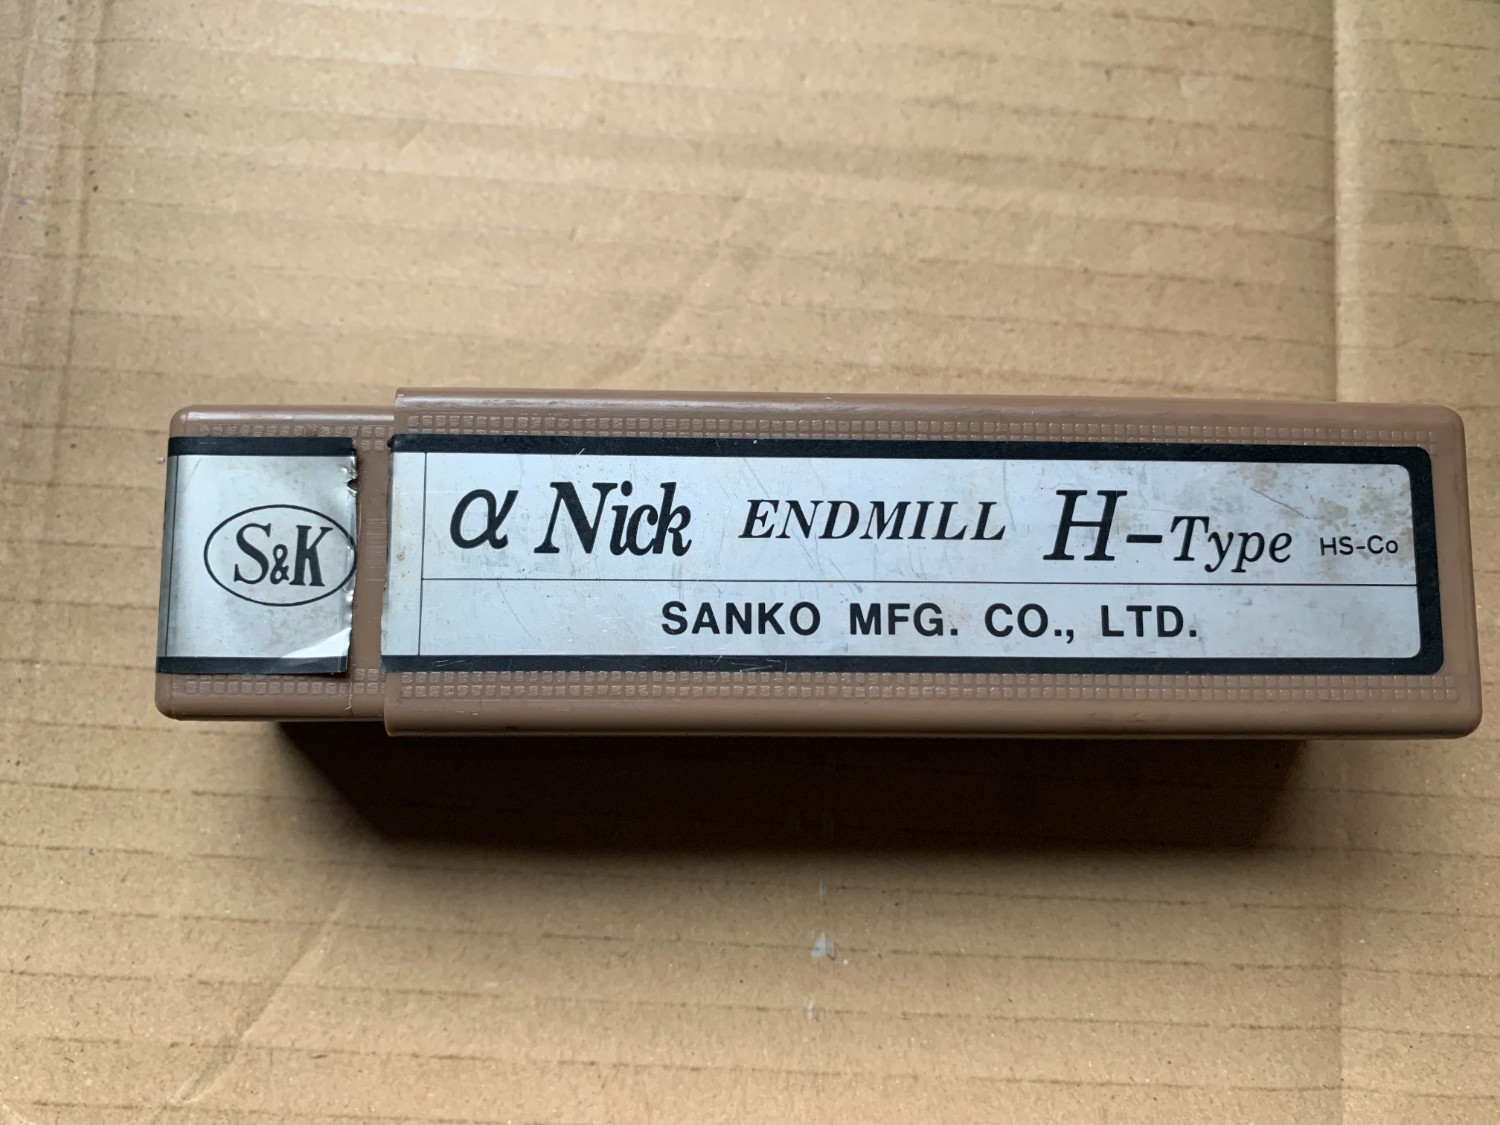 S&K
α Nick ENDMILL H-Type HS-Co
SANKO MFG. CO., LTD.